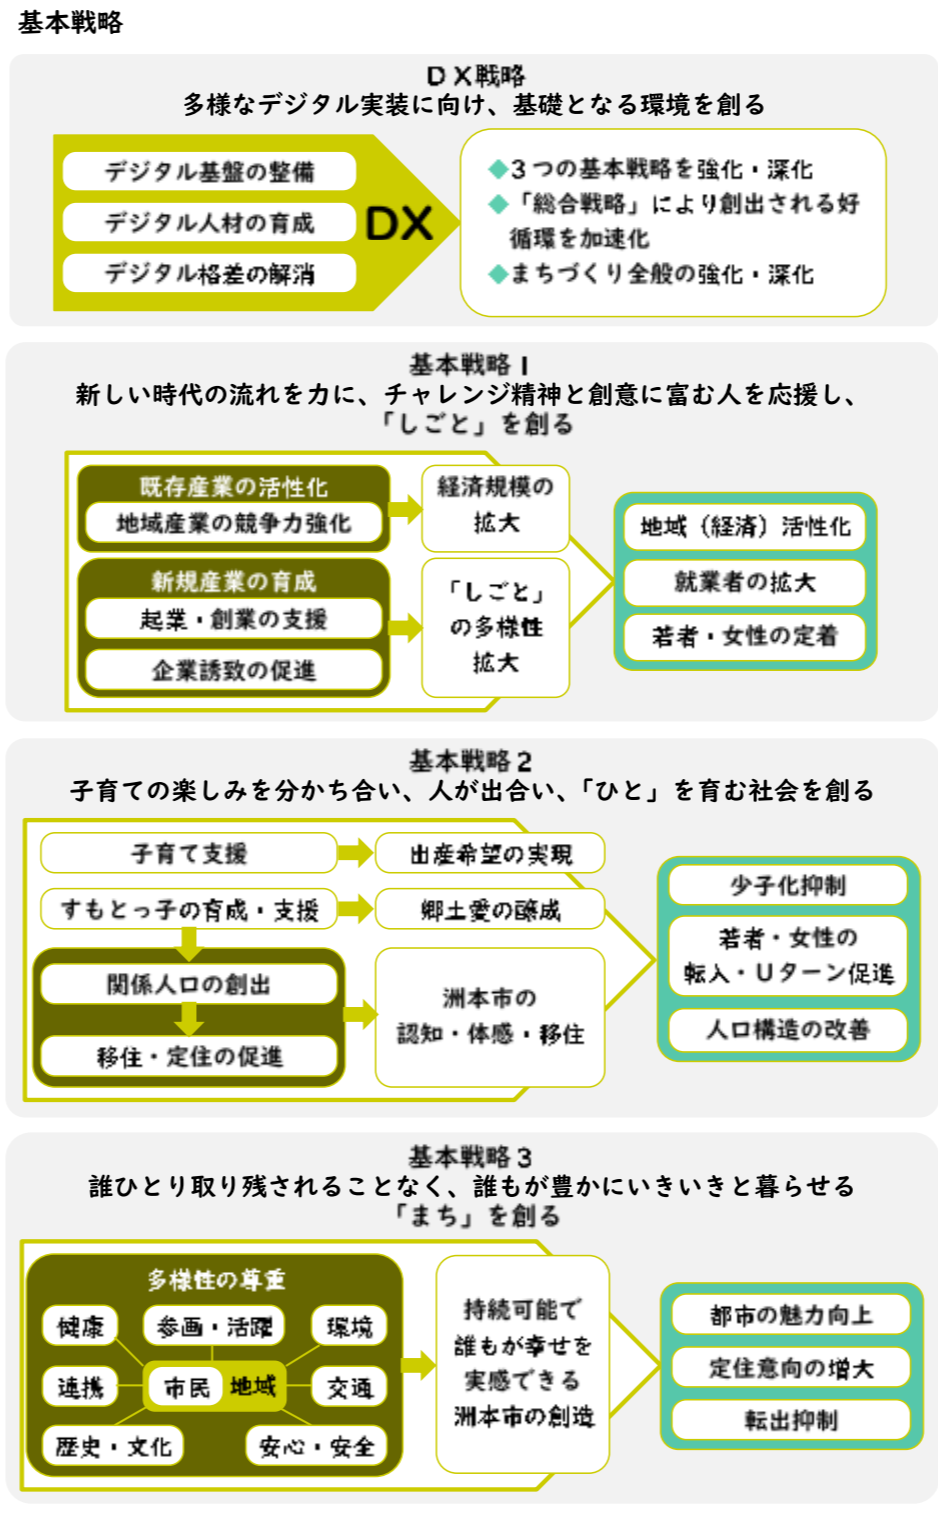 基本戦略
DX戦略
多様なデジタル実装に向け、基礎となる環境を創る
デジタル基盤の整備
デジタル人材の育成
デジタル格差の解消
DX
◆3つの基本戦略を強化・深化
◆「総合戦略」により創出される好
循環を加速化
◆まちづくり全般の強化・深化
基本戦略1
新しい時代の流れを力に、チャレンジ精神と創意に富む人を応援し、
「しごと」を創る
既存産業の活性化
地域産業の競争力強化
経済規模の
拡大
新規産業の育成
起業・創業の支援
企業誘致の促進
「しごと」
の多様性
拡大
地域（経済）活性化
就業者の拡大
若者・女性の定着
基本戦略2
子育ての楽しみを分かち合い、人が出合い、「ひと」を育む社会を創る
子育て支援
出産希望の実現
すもとっ子の育成・支援
郷土愛の醸成
関係人口の創出
移住・定住の促進
洲本市の
認知・体感・移住
少子化抑制
若者・女性の
転入・Uターン促進
人口構造の改善
基本戦略3
誰ひとり取り残されることなく、誰もが豊かにいきいきと暮らせる
「まち」を創る
多様性の尊重
健康
参画・活躍
環境
連携
市民
地域
交通
歴史・文化
安心・安全
持続可能で
誰もが幸せを
実感できる
洲本市の創造
都市の魅力向上
定住意向の増大
転出抑制